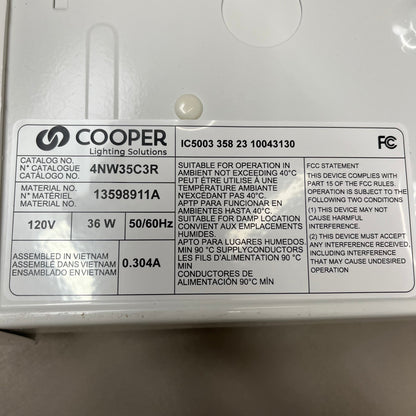 COOPER
Lighting Solutions
IC5003 358 23 10043130
FC
CATALOG NO.
N° CATALOGUE
CATÁLOGO NO.
4NW35C3R
MATERIAL NO.
N° MATÉRIEL
MATERIAL NO.
13598911A
120V
36 W
50/60Hz
ASSEMBLED IN VIETNAM
ASSEMBLÉ DANS VIETNAM
ENSAMBLADO EN VIETNAM
0.304A
SUITABLE FOR OPERATION IN
AMBIENT NOT EXCEEDING 40°C
PEUT ÊTRE UTILISÉ À UNE
TEMPÉRATURE AMBIANTE
N'EXCÉDANT PAS 40°C.
APTP PARA FUNCIONAR EN
AMBIANTES NO MAYORES (A)
SUITABLE FOR DAMP LOCATION
CONVIENT AUX EMPLACEMENTS
HUMIDES.
APTO PARA LUGARES HUMEDOS.
MIN 90 °C SUPPLYCONDUCTORS
LES FILS D'ALIMENTATION 90 °C
MIN
CONDUCTORES DE
ALIMENTACIÓN 90°C MÍN
FCC STATEMENT
THIS DEVICE COMPLIES WITH
PART 15 OF THE FCC RULES.
OPERATION IS SUBJECT TO THE
FOLLOWING TWO CONDITIONS
(1) THIS DEVICE MAY NOT
CAUSE HARMFUL
INTERFERENCE, AND
(2) THIS DEVICE MUST ACCEPT
ANY INTERFERENCE RECEIVED,
INCLUDING INTERFERENCE
THAT MAY CAUSE UNDESIRED
OPERATION